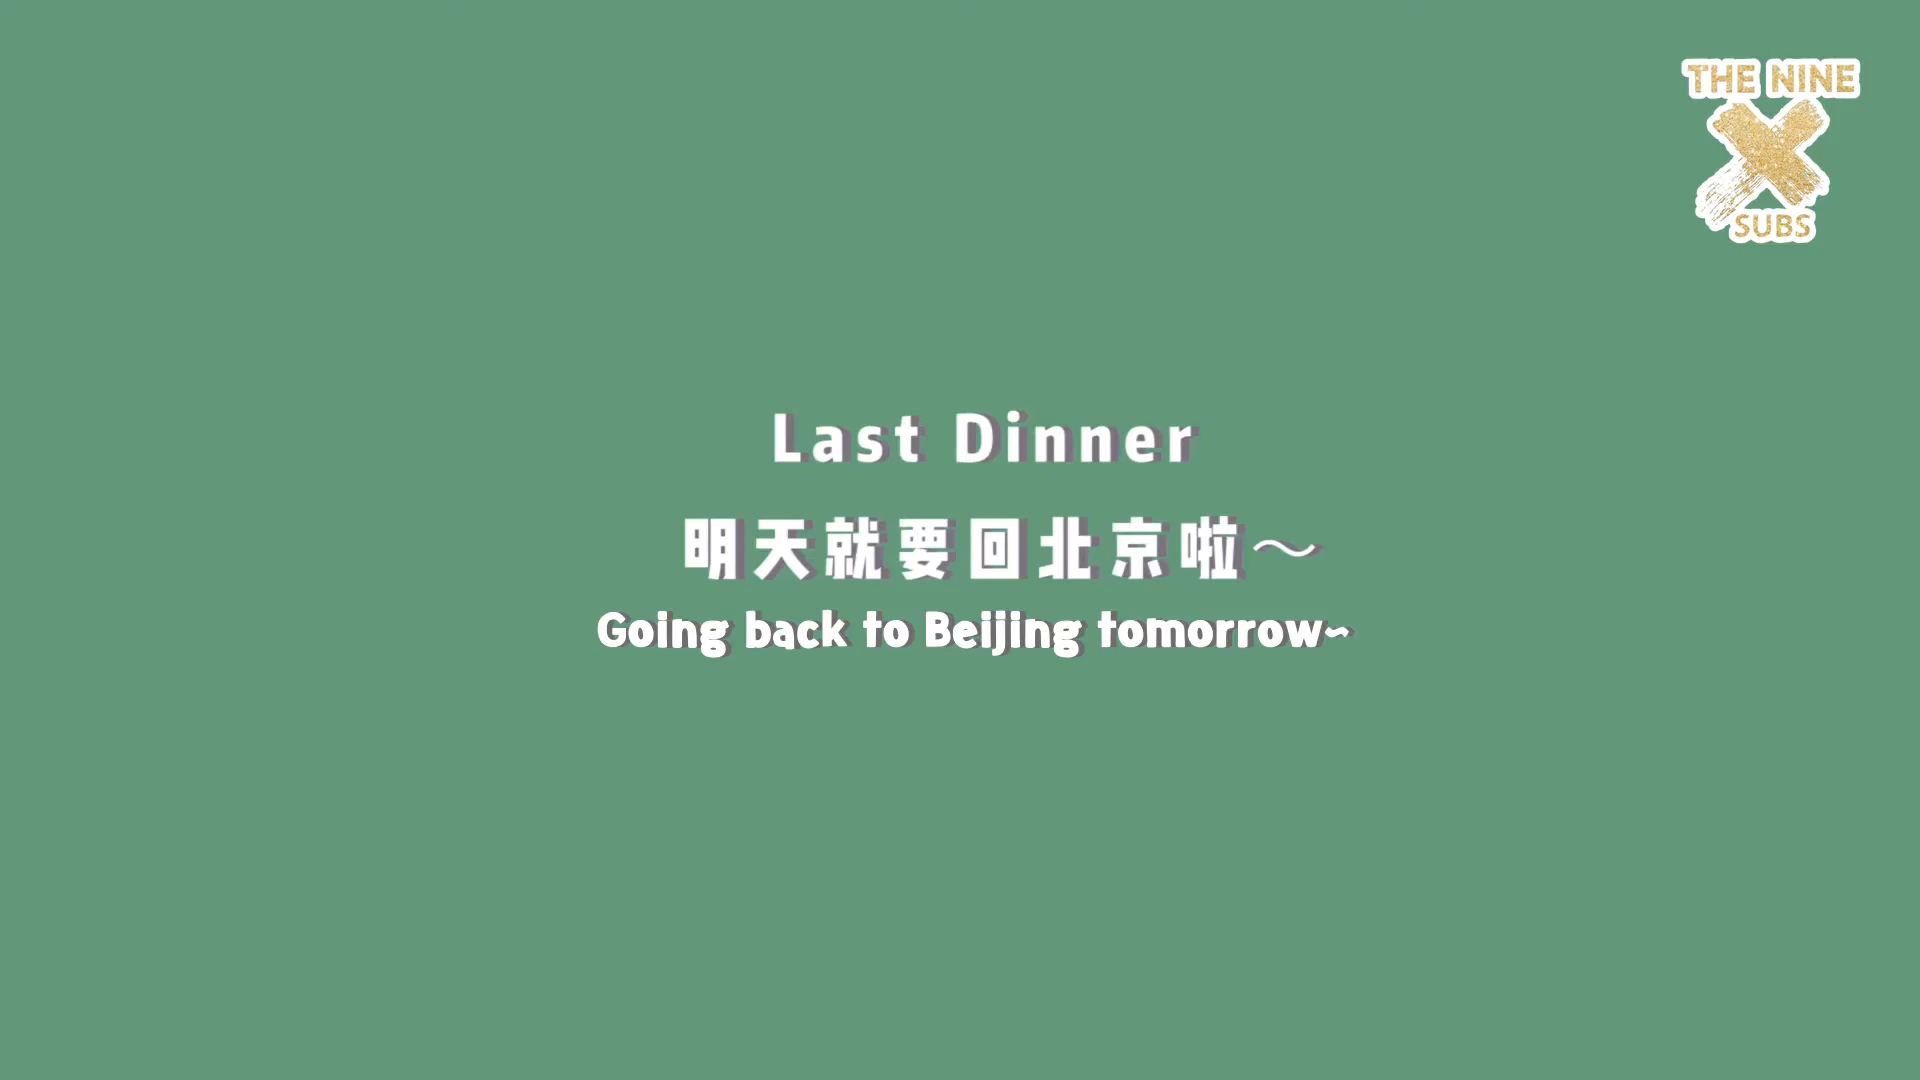 THE NINE
SUBS
Last Dinner
明天就要回北京啦～
Going back to Beijing tomorrow~